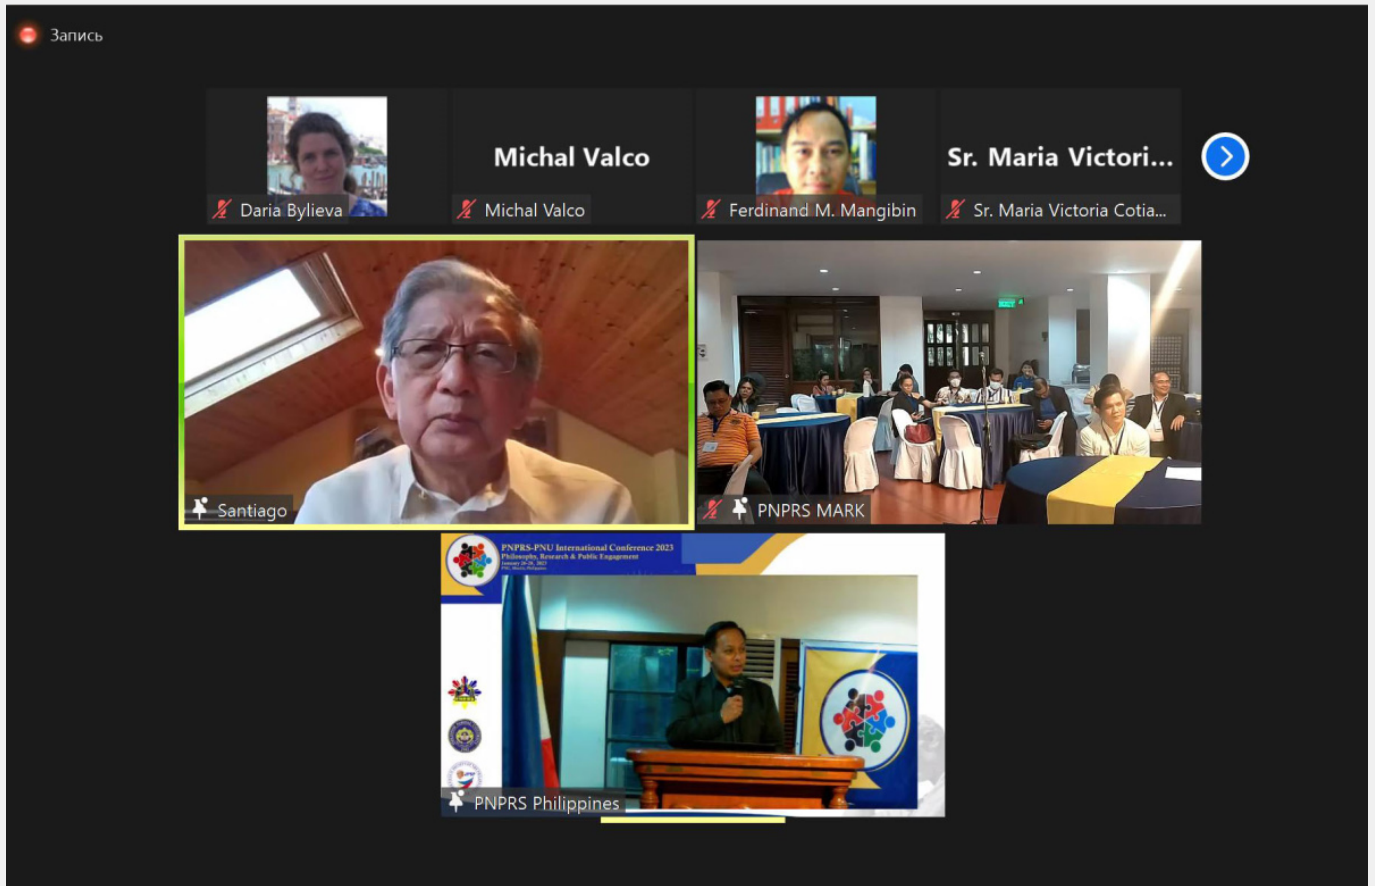 Запись
Michal Valco
Sr. Maria Victori...
Daria Bylieva
Michal Valco
Ferdinand M. Mangibin
Sr. Maria Victoria Cotia...
Santiago
PNPRS MARK
PNPRS-PNU International Conference 2023
Philosophy, Research & Public Engagement
PNPRS Philippines